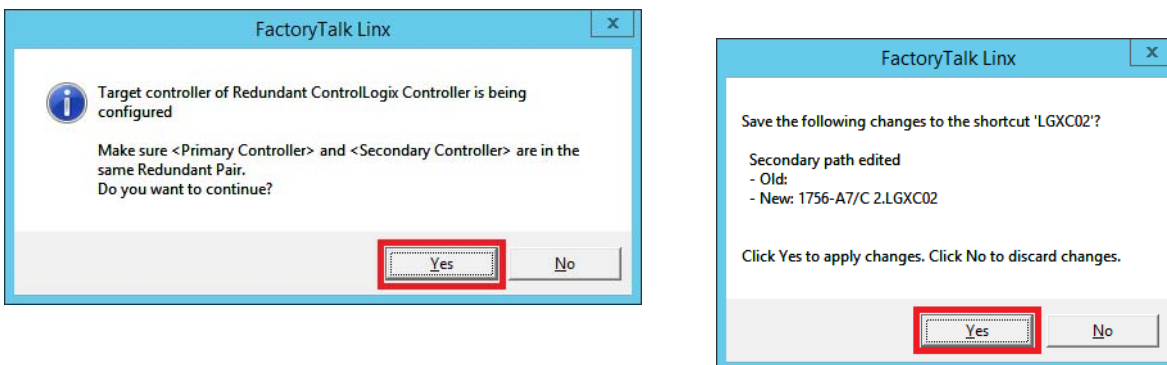 FactoryTalk Linx
x
Target controller of Redundant ControlLogix Controller is being
configured
Make sure <Primary Controller> and <Secondary Controller> are in the
same Redundant Pair.
Do you want to continue?
Yes
No
FactoryTalk Linx
x
Save the following changes to the shortcut 'LGXC02'?
Secondary path edited
- Old:
- New: 1756-A7/C 2.LGXC02
Click Yes to apply changes. Click No to discard changes.
Yes
No